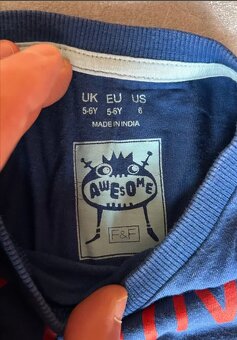 UK EU US
5-6Y 5-6Y 6
MADE IN INDIA
AWESOME
F&F